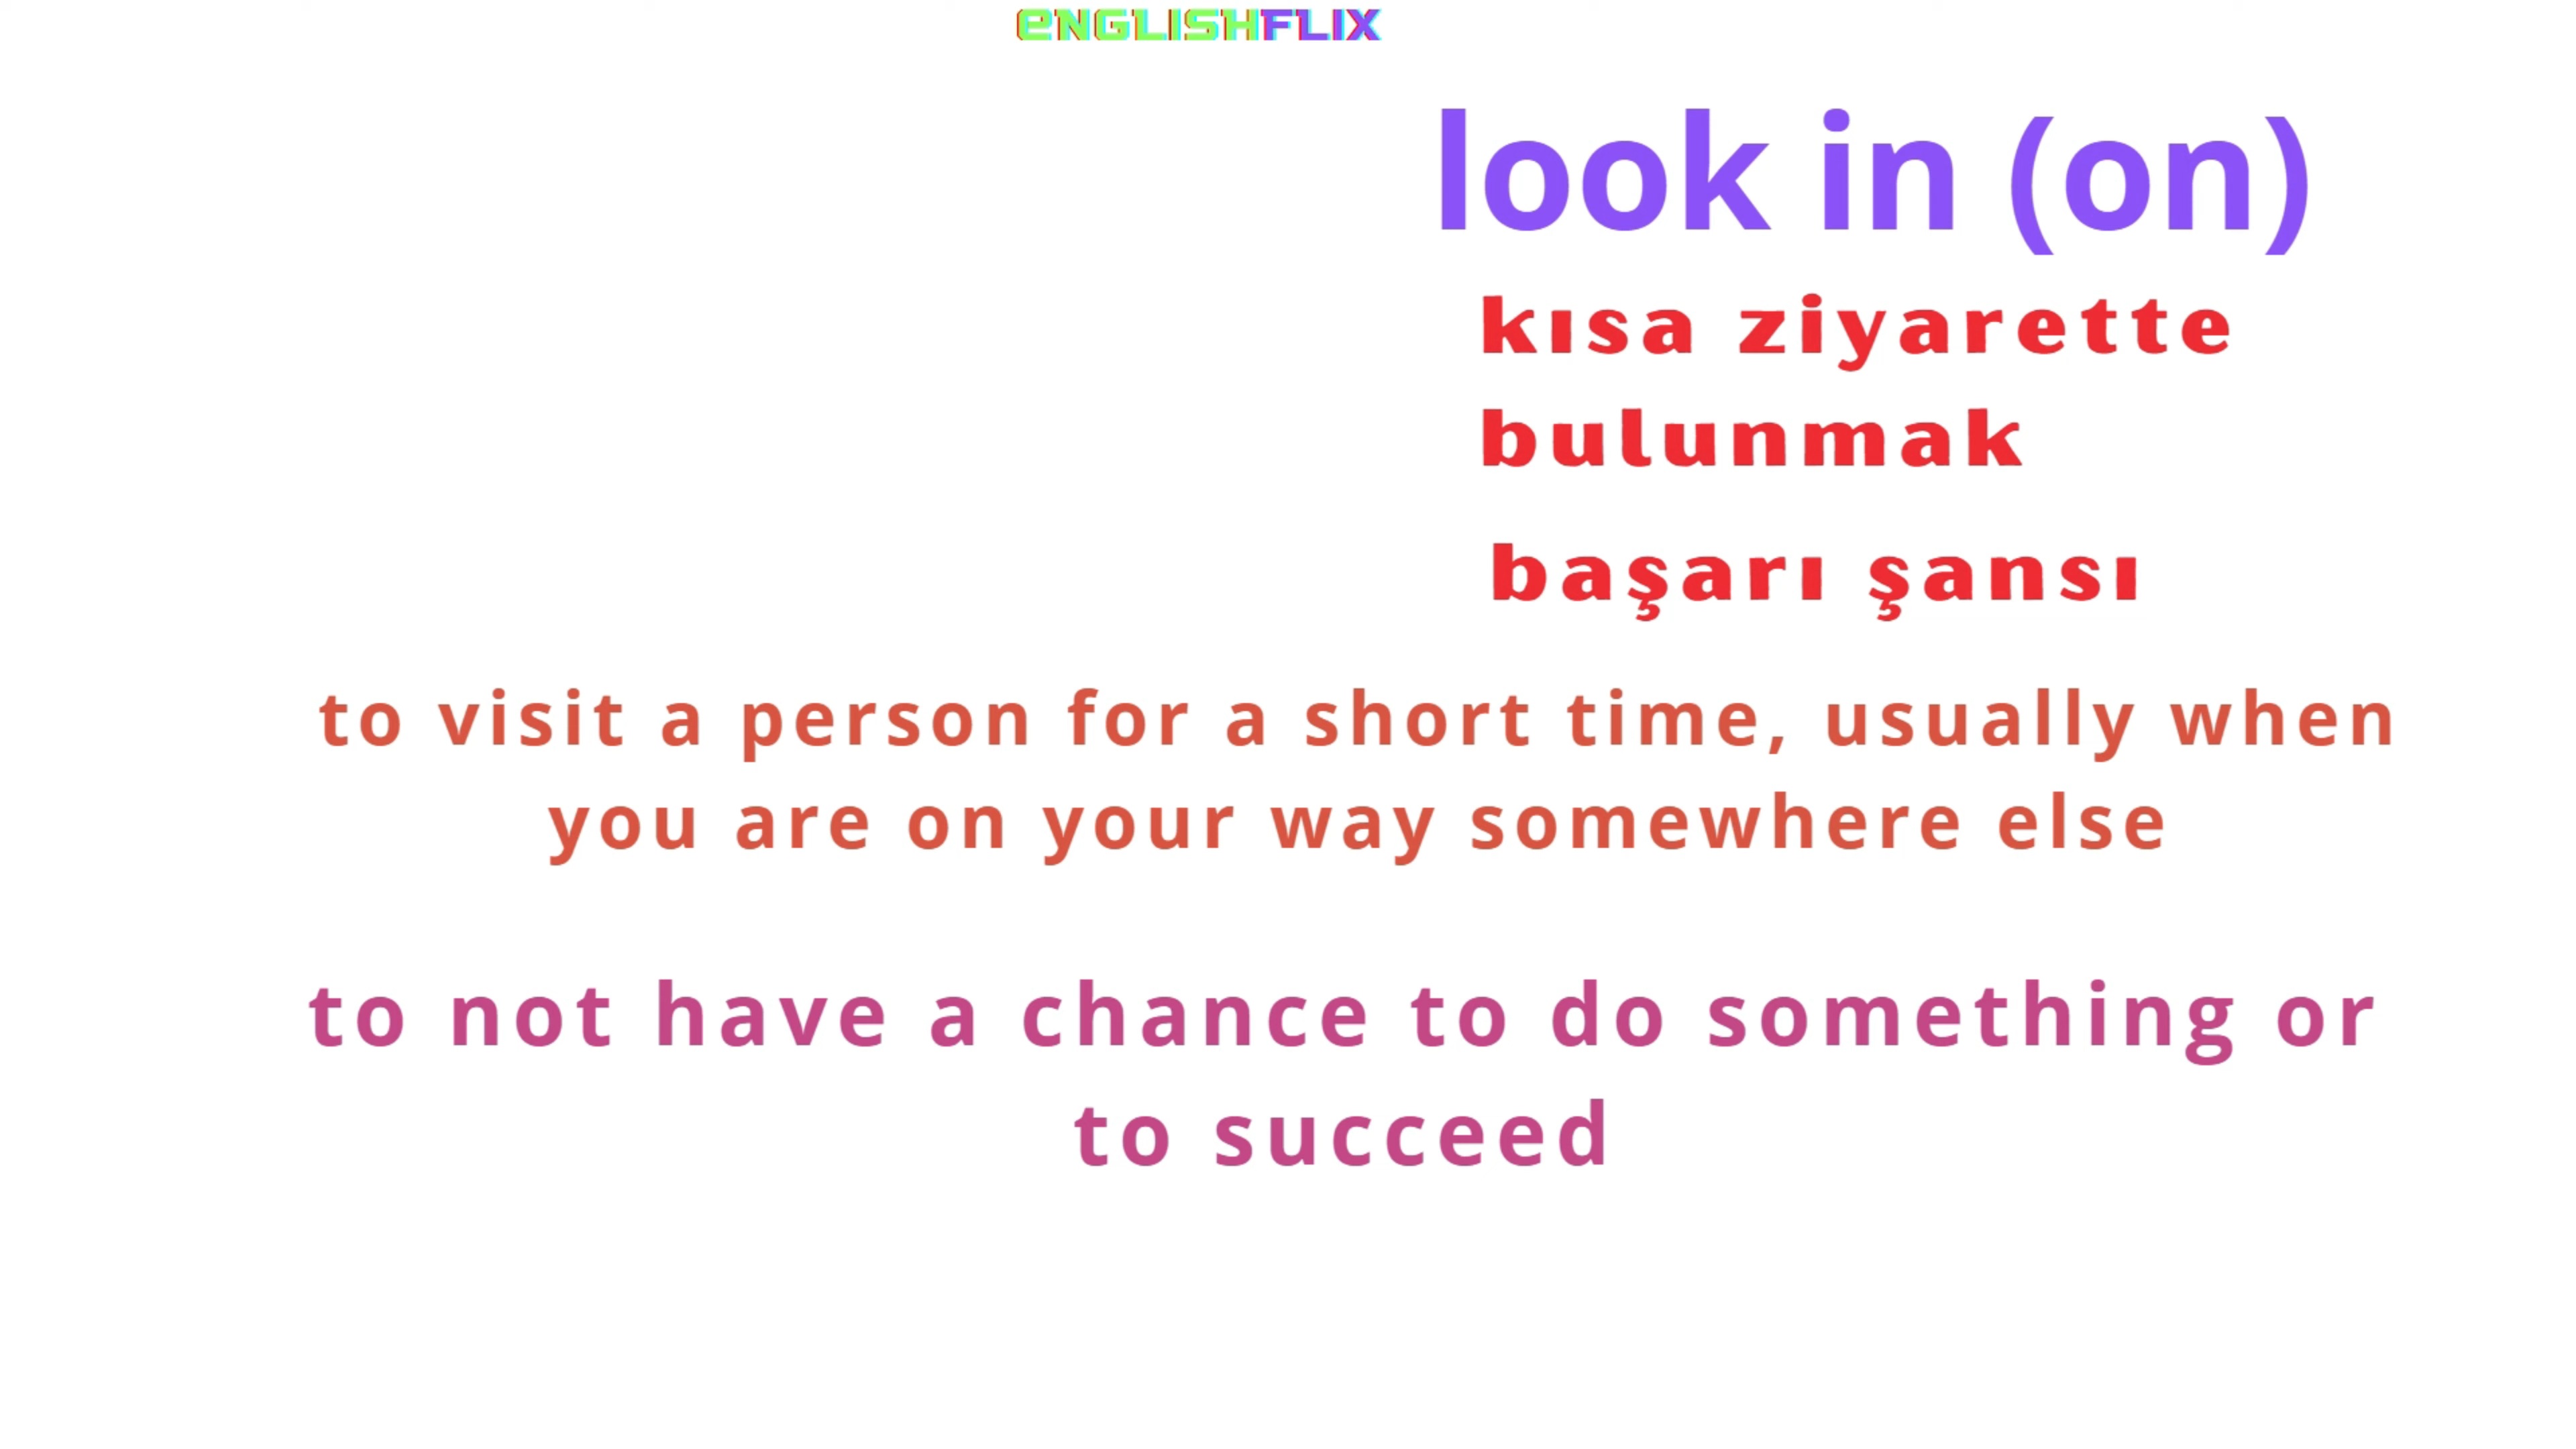 eNGLISHFLIX
look in (on)
kısa ziyarette
bulunmak
başarı şansı
to visit a person for a short time, usually when
you are on your way somewhere else
to not have a chance to do something or
to succeed